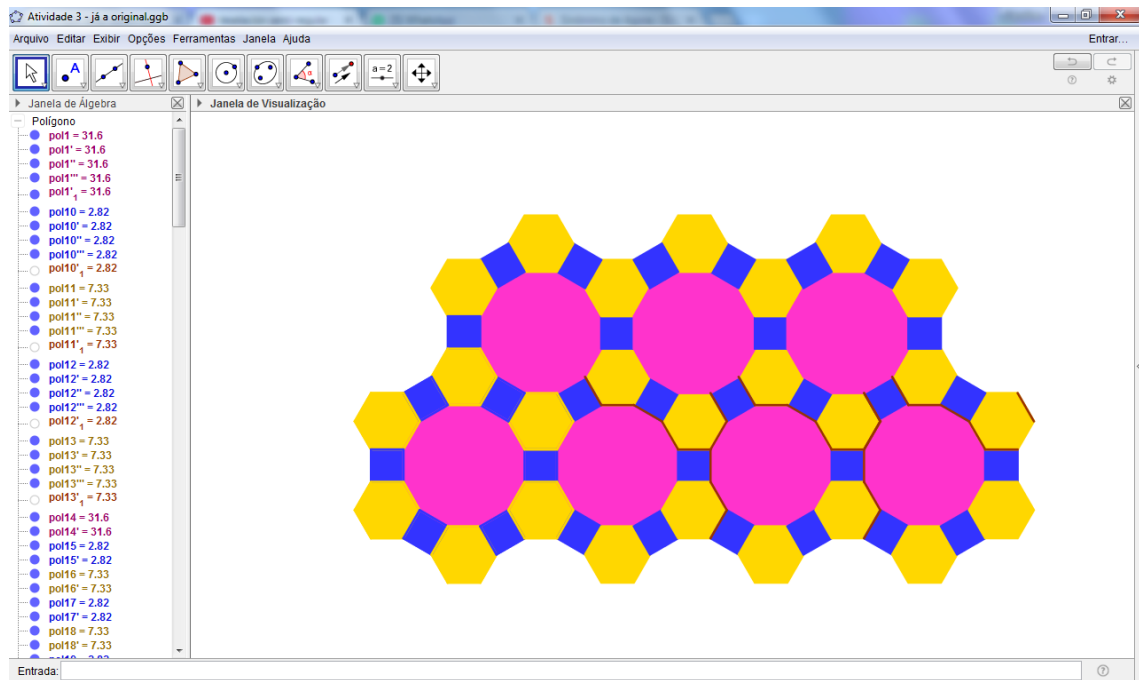 Atividade 3 - já a original.ggb
Arquivo Editar Exibir Opções Ferramentas Janela Ajuda
Entrar...
A
α
a=2
Janela de Álgebra
Janela de Visualização
Polígono
pol1 = 31.6
pol1' = 31.6
pol1'' = 31.6
pol1''' = 31.6
pol1'₁ = 31.6
pol10 = 2.82
pol10' = 2.82
pol10'' = 2.82
pol10''' = 2.82
pol10'₁ = 2.82
pol11 = 7.33
pol11' = 7.33
pol11'' = 7.33
pol11''' = 7.33
pol11'₁ = 7.33
pol12 = 2.82
pol12' = 2.82
pol12'' = 2.82
pol12''' = 2.82
pol12'₁ = 2.82
pol13 = 7.33
pol13' = 7.33
pol13'' = 7.33
pol13''' = 7.33
pol13'₁ = 7.33
pol14 = 31.6
pol14' = 31.6
pol15 = 2.82
pol15' = 2.82
pol16 = 7.33
pol16' = 7.33
pol17 = 2.82
pol17' = 2.82
pol18 = 7.33
pol18' = 7.33
Entrada: